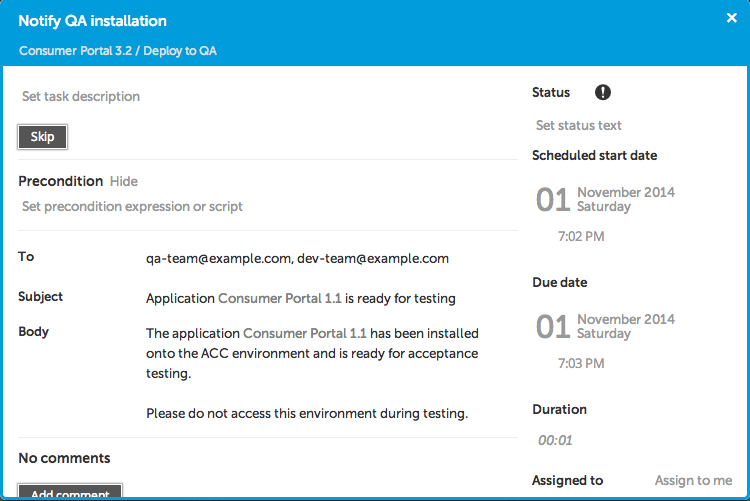 Notify QA installation
×
Consumer Portal 3.2 / Deploy to QA
Set task description
Skip
Precondition Hide
Set precondition expression or script
To
qa-team@example.com, dev-team@example.com
Subject
Application Consumer Portal 1.1 is ready for testing
Body
The application Consumer Portal 1.1 has been installed
onto the ACC environment and is ready for acceptance
testing.
Please do not access this environment during testing.
No comments
Add comment
Status !
Set status text
Scheduled start date
01
November 2014
Saturday
7:02 PM
Due date
01
November 2014
Saturday
7:03 PM
Duration
00:01
Assigned to Assign to me